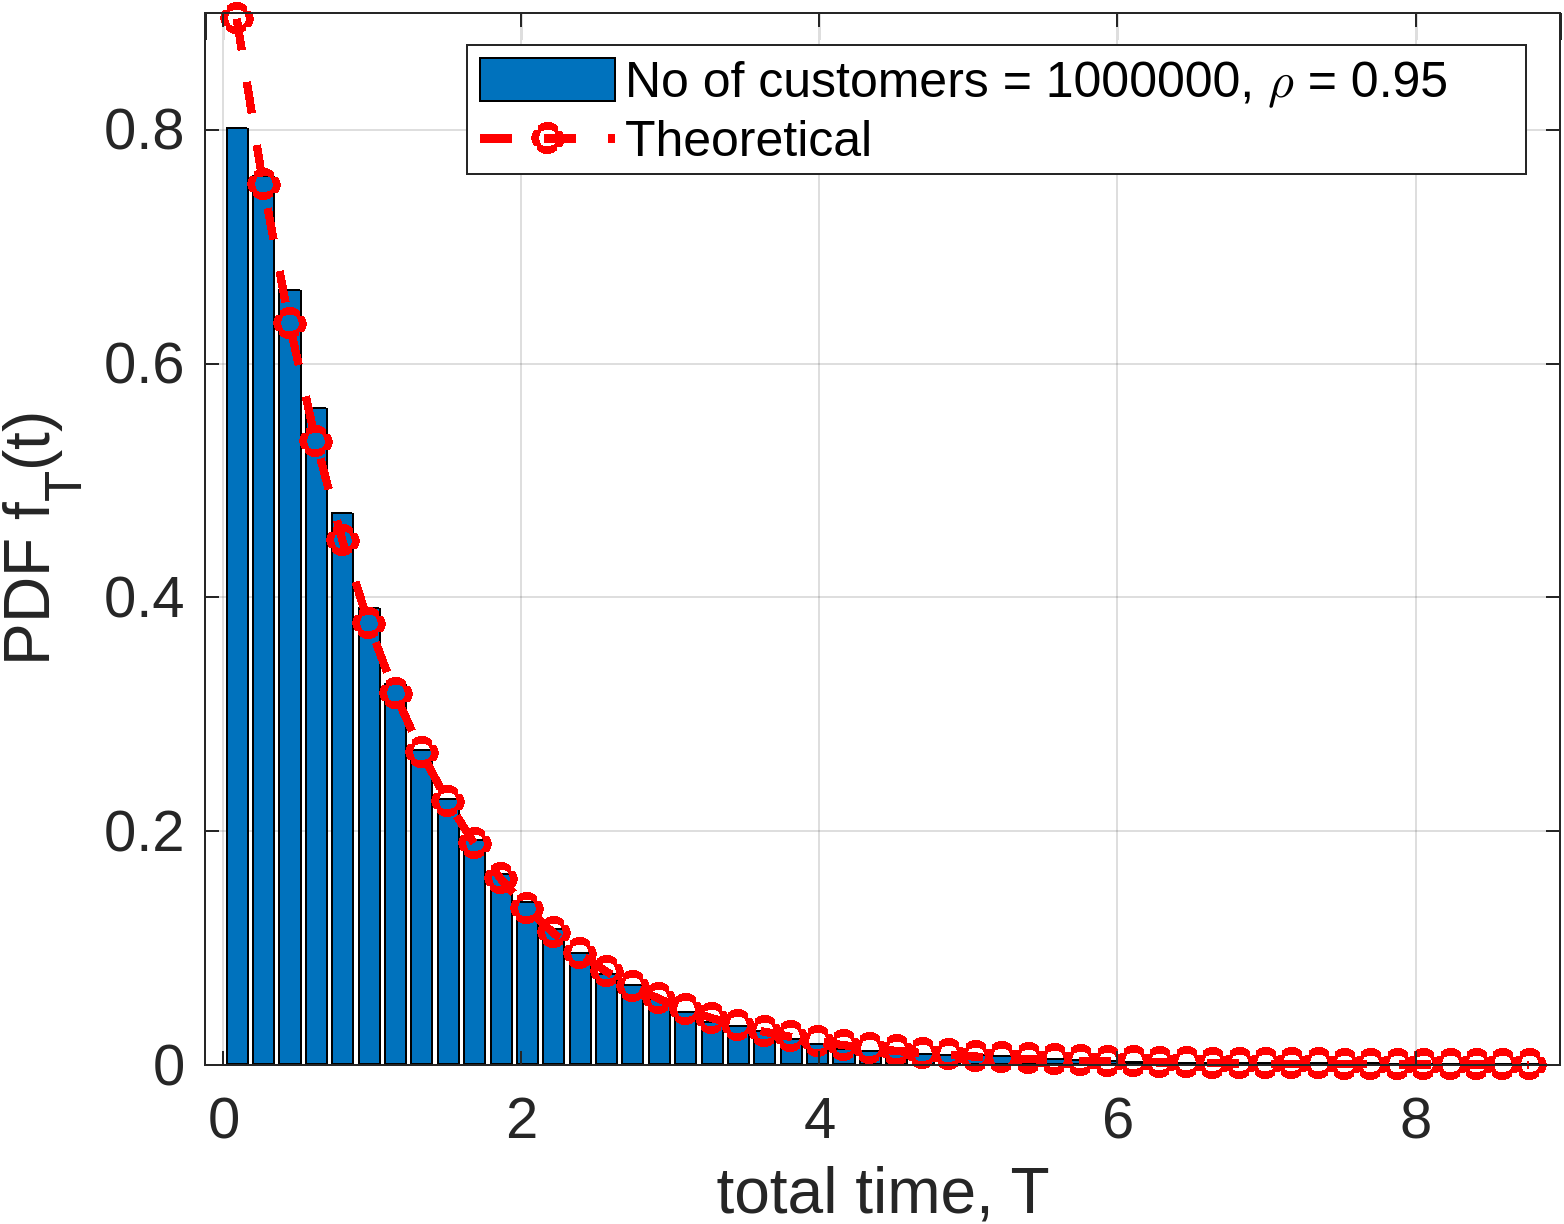 No of customers = 1000000, ρ = 0.95
Theoretical
0.8
0.6
0.4
0.2
0
PDF f_T(t)
0 2 4 6 8
total time, T